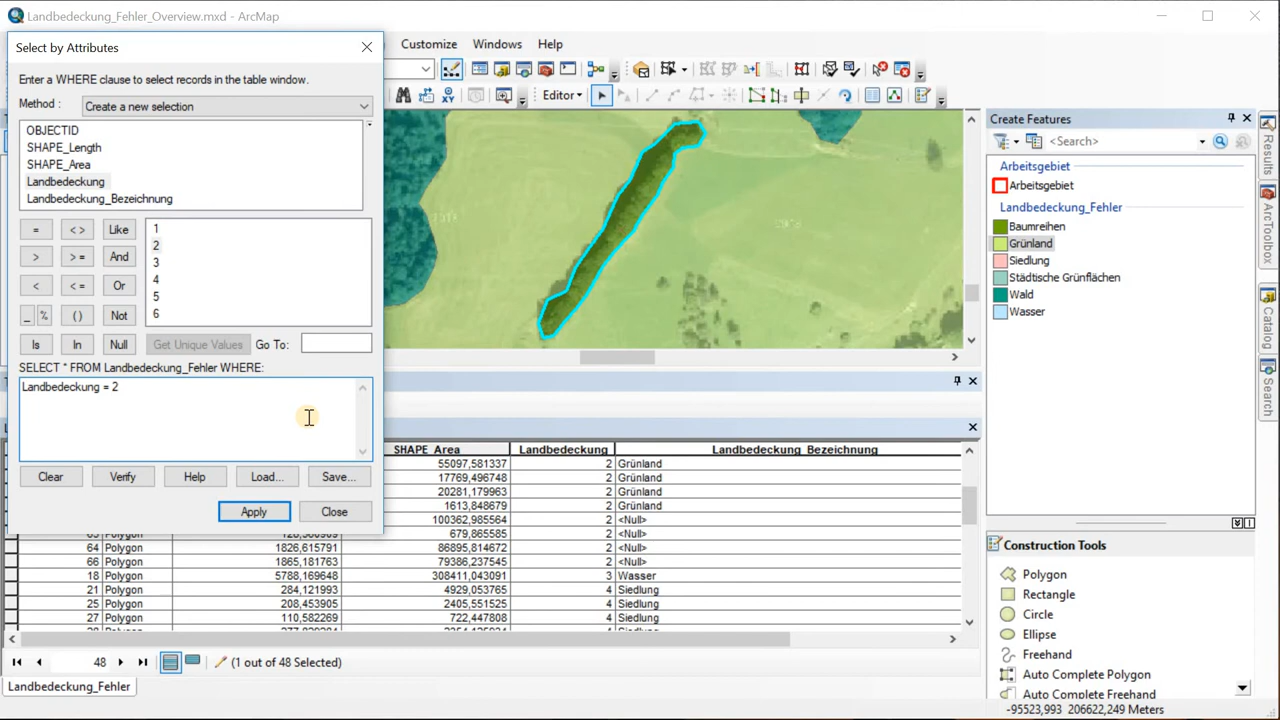 Landbedeckung_Fehler_Overview.mxd - ArcMap
Select by Attributes
Customize Windows Help
Enter a WHERE clause to select records in the table window.
Method : Create a new selection
OBJECTID
SHAPE_Length
SHAPE_Area
Landbedeckung
Landbedeckung_Bezeichnung
= < > Like
> > = And
< < = Or
_ % ( ) Not
Is In Null
1
2
3
4
5
6
Get Unique Values Go To:
SELECT * FROM Landbedeckung_Fehler WHERE:
Landbedeckung = 2
Clear Verify Help Load... Save...
Apply Close
Editor
Create Features
<Search>
Arbeitsgebiet
Arbeitsgebiet
Landbedeckung_Fehler
Baumreihen
Grünland
Siedlung
Städtische Grünflächen
Wald
Wasser
Results
ArcToolbox
Catalog
Search
Construction Tools
Polygon
Rectangle
Circle
Ellipse
Freehand
Auto Complete Polygon
Auto Complete Freehand
SHAPE_Area Landbedeckung Landbedeckung_Bezeichnung
55097,581337 2 Grünland
17769,496748 2 Grünland
20281,179963 2 Grünland
1613,848679 2 Grünland
100362,985564 2 <Null>
679,865585 2 <Null>
64 Polygon 1826,615791 86895,814672 2 <Null>
66 Polygon 1865,181763 79386,237545 2 <Null>
18 Polygon 5788,169648 308411,043091 3 Wasser
21 Polygon 284,121993 4929,053765 4 Siedlung
25 Polygon 208,453905 2405,551525 4 Siedlung
27 Polygon 110,582269 722,447808 4 Siedlung
48 (1 out of 48 Selected)
Landbedeckung_Fehler
-95523,993 206622,249 Meters